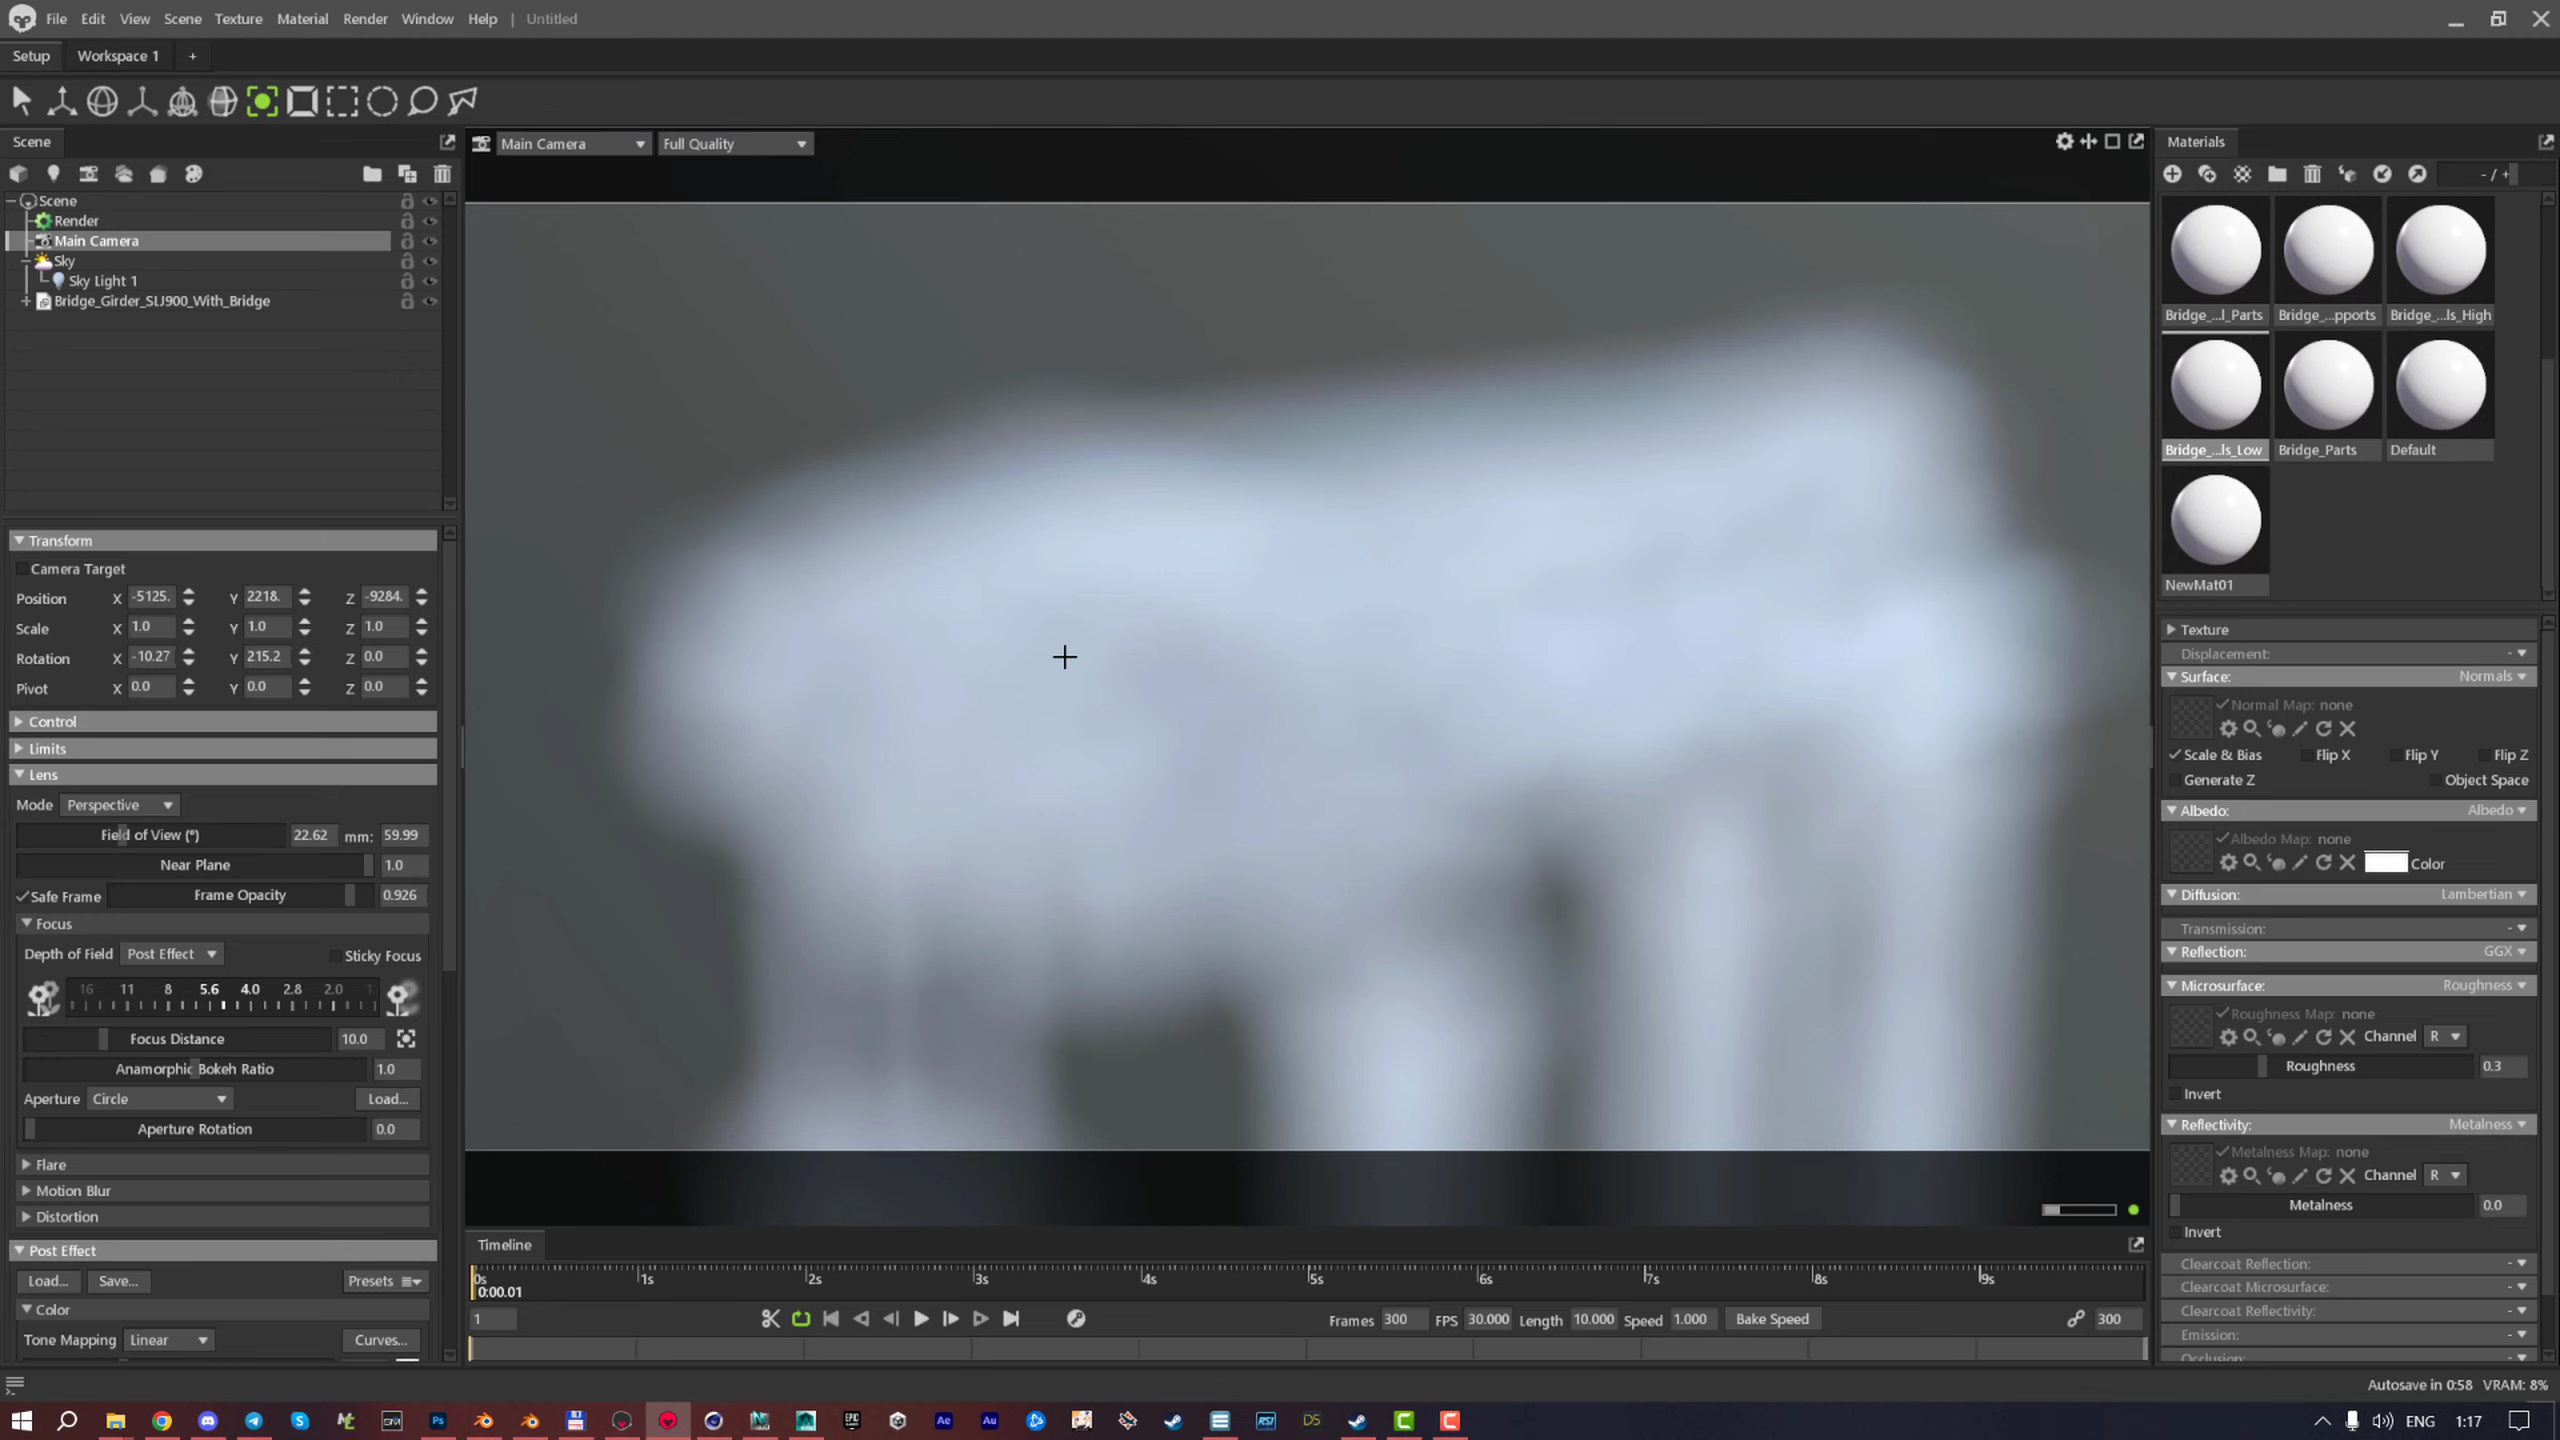 File Edit View Scene Texture Material Render Window Help | Untitled
Setup Workspace 1 +
Scene
Main Camera Full Quality
Materials
- / +
Scene
Render
Main Camera
Sky
Sky Light 1
Bridge_Girder_SLJ900_With_Bridge
Bridge_...l_Parts Bridge_...pports Bridge_...ls_High
Bridge_...ls_Low Bridge_Parts Default
NewMat01
Transform
Camera Target
Position X -5125. Y 2218. Z -9284.
Scale X 1.0 Y 1.0 Z 1.0
Rotation X -10.27 Y 215.2 Z 0.0
Pivot X 0.0 Y 0.0 Z 0.0
Control
Limits
Lens
Mode Perspective
Field of View (°) 22.62 mm: 59.99
Near Plane 1.0
Safe Frame Frame Opacity 0.926
Focus
Depth of Field Post Effect Sticky Focus
16 11 8 5.6 4.0 2.8 2.0 1
Focus Distance 10.0
Anamorphic Bokeh Ratio 1.0
Aperture Circle Load...
Aperture Rotation 0.0
Flare
Motion Blur
Distortion
Post Effect
Load... Save... Presets
Color
Tone Mapping Linear Curves...
Texture
Displacement: -
Surface: Normals
Normal Map: none
Scale & Bias Flip X Flip Y Flip Z
Generate Z Object Space
Albedo: Albedo
Albedo Map: none
Color
Diffusion: Lambertian
Transmission: -
Reflection: GGX
Microsurface: Roughness
Roughness Map: none
Channel R
Roughness 0.3
Invert
Reflectivity: Metalness
Metalness Map: none
Channel R
Metalness 0.0
Invert
Clearcoat Reflection: -
Clearcoat Microsurface: -
Clearcoat Reflectivity: -
Emission: -
Occlusion: -
Timeline
0s 1s 2s 3s 4s 5s 6s 7s 8s 9s
0:00.01
1 Frames 300 FPS 30.000 Length 10.000 Speed 1.000 Bake Speed 300
Autosave in 0:58 VRAM: 8%
Ps EPIC GAMES Ae Au RSI DS C C ENG 1:17